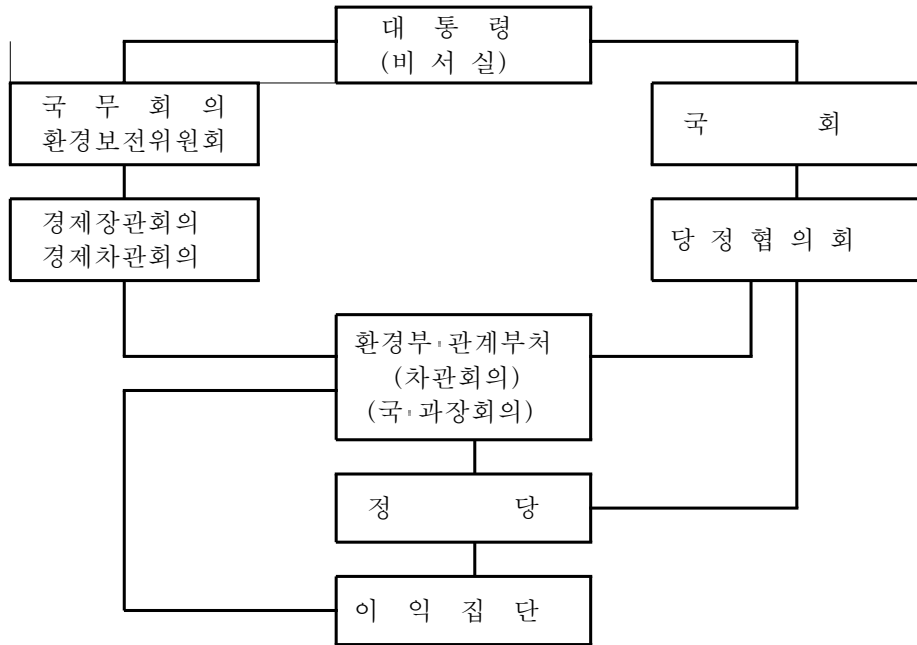 대 통 령
(비 서 실)
국 무 회 의
환경보전위원회
국 회
경제장관회의
경제차관회의
당 정 협 의 회
환경부·관계부처
(차관회의)
(국·과장회의)
정 당
이 익 집 단